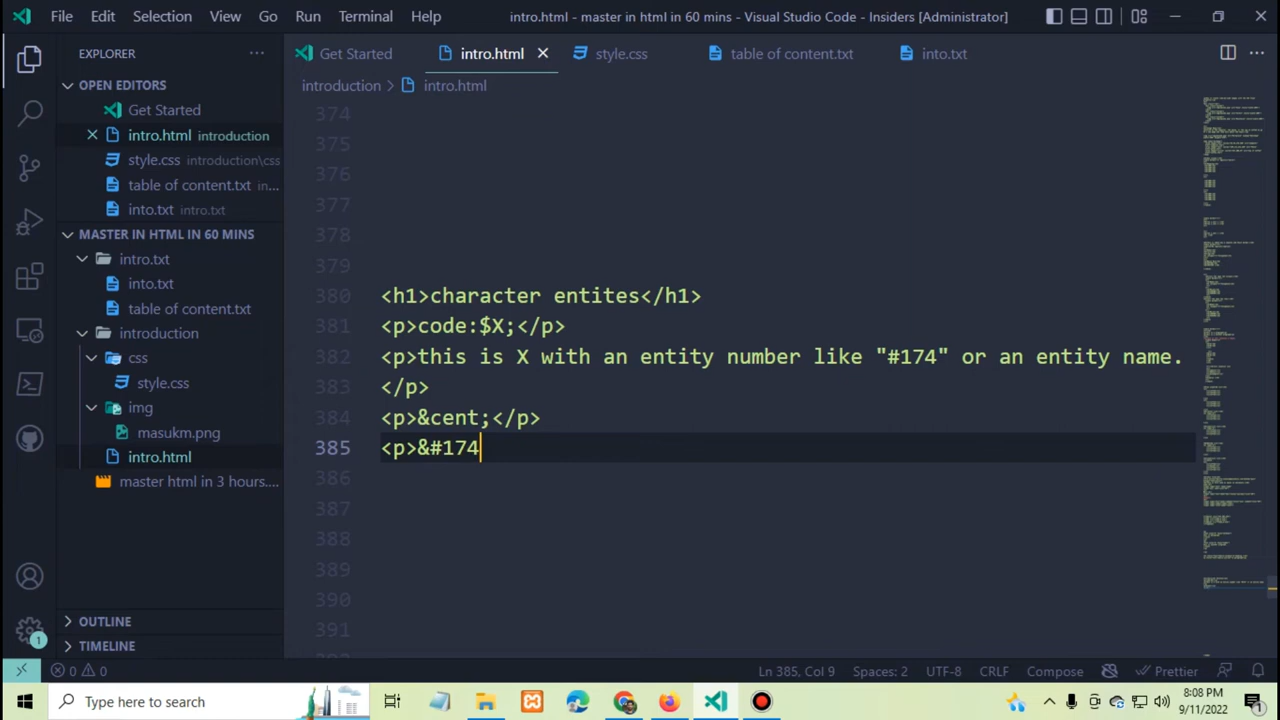 File Edit Selection View Go Run Terminal Help intro.html - master in html in 60 mins - Visual Studio Code - Insiders [Administrator]
EXPLORER
OPEN EDITORS
Get Started
intro.html introduction
style.css introduction\css
table of content.txt in...
into.txt intro.txt
MASTER IN HTML IN 60 MINS
intro.txt
into.txt
table of content.txt
introduction
css
style.css
img
masukm.png
intro.html
master html in 3 hours....
OUTLINE
TIMELINE
Get Started intro.html style.css table of content.txt into.txt
introduction > intro.html
374
375
376
377
378
379
380 <h1>character entites</h1>
381 <p>code:$X;</p>
382 <p>this is X with an entity number like "#174" or an entity name.
383 </p>
384 <p>&cent;</p>
385 <p>&#174
386
387
388
389
390
391
1
0 0 Ln 385, Col 9 Spaces: 2 UTF-8 CRLF Compose Prettier
Type here to search
8:08 PM
9/11/2022
1